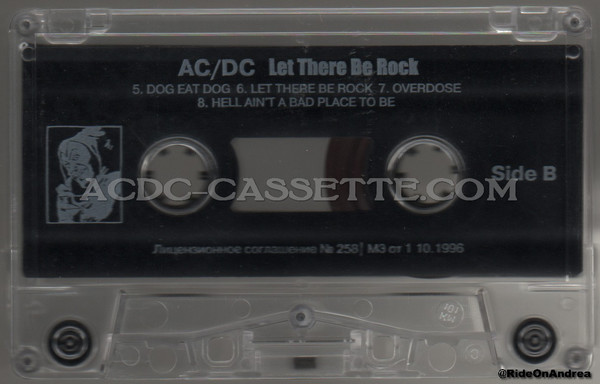 AC/DC Let There Be Rock
5. DOG EAT DOG 6. LET THERE BE ROCK 7. OVERDOSE
8. HELL AIN'T A BAD PLACE TO BE
Side B
ACDC-CASSETTE.COM
Лицензионное соглашение № 258 | МЗ от 1 10.1996
@RideOnAndrea